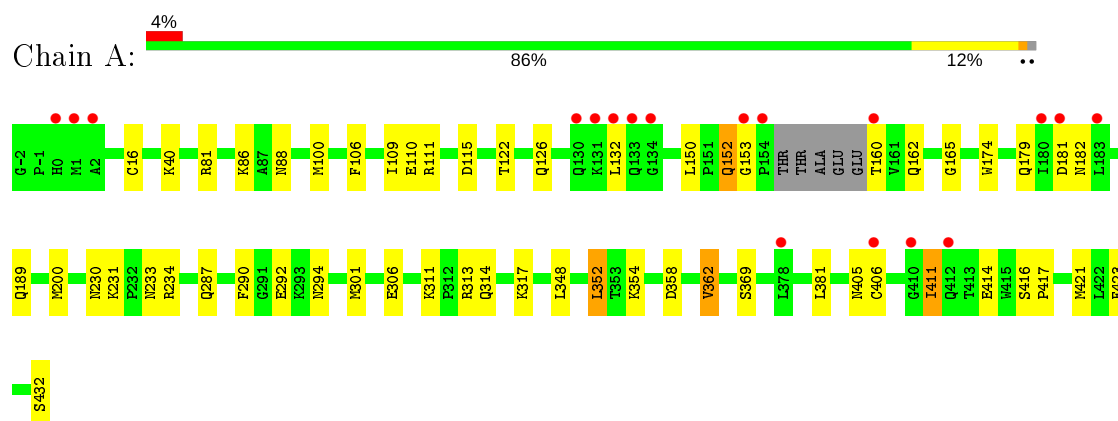 4%
Chain A:
86% 12% ••
G-2 P-1 H0 M1 A2 C16 K40 R81 K86 A87 N88 M100 F106 I109 E110 R111 D115 T122 Q126 Q130 K131 L132 Q133 G134 L150 P151 Q152 G153 P154 THR THR ALA GLU GLU T160 V161 Q162 G165 W174 Q179 I180 D181 N182 L183
Q189 M200 N230 K231 P232 N233 R234 Q287 F290 G291 E292 K293 N294 M301 E306 K311 P312 R313 Q314 K317 L348 L352 T353 K354 D358 V362 S369 L378 L381 N405 C406 G410 I411 Q412 T413 E414 W415 S416 P417 M421 L422
S432